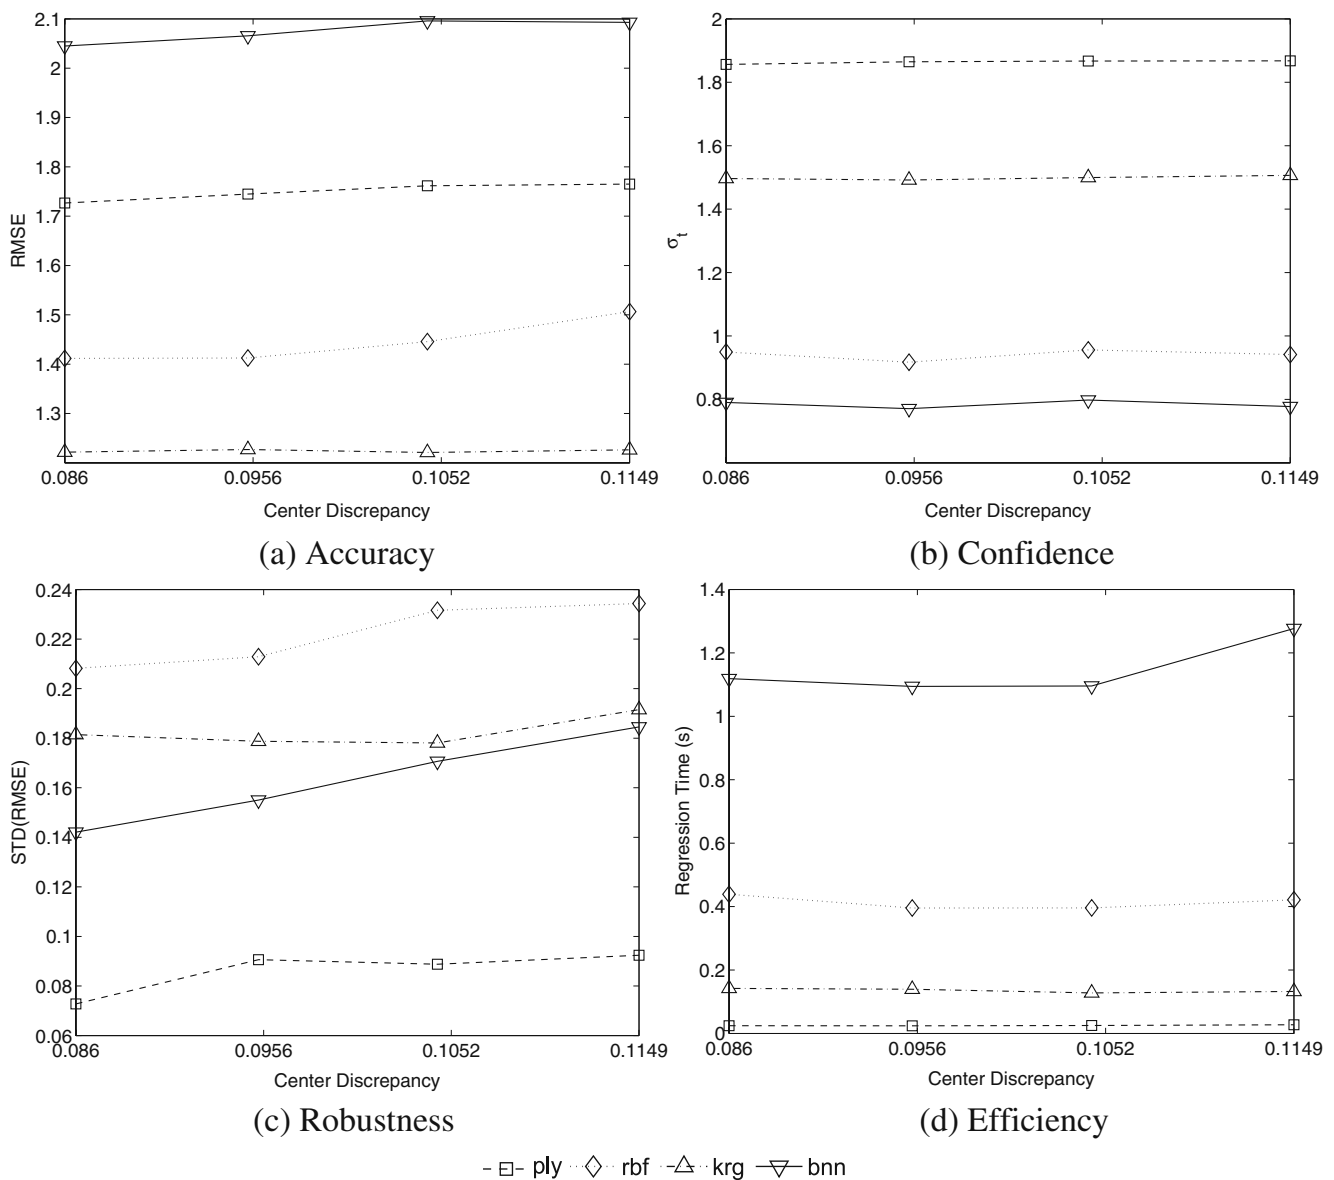 2.1
2
1.9
1.8
1.7
1.6
1.5
1.4
1.3
RMSE
0.086 0.0956 0.1052 0.1149
Center Discrepancy
(a) Accuracy
2
1.8
1.6
1.4
1.2
1
0.8
σt
0.086 0.0956 0.1052 0.1149
Center Discrepancy
(b) Confidence
0.24
0.22
0.2
0.18
0.16
0.14
0.12
0.1
0.08
0.06
STD(RMSE)
0.086 0.0956 0.1052 0.1149
Center Discrepancy
(c) Robustness
1.4
1.2
1
0.8
0.6
0.4
0.2
0
Regression Time (s)
0.086 0.0956 0.1052 0.1149
Center Discrepancy
(d) Efficiency
ply rbf krg bnn